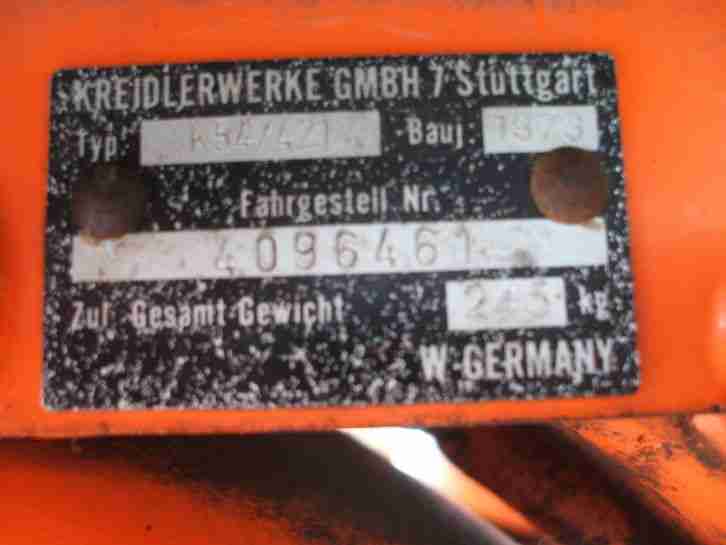 KREIDLERWERKE GMBH 7 Stuttgart
Typ: K54/421 Bauj: 1973
Fahrgestell Nr.
4096461
Zul. Gesamt-Gewicht 245 kg
W-GERMANY